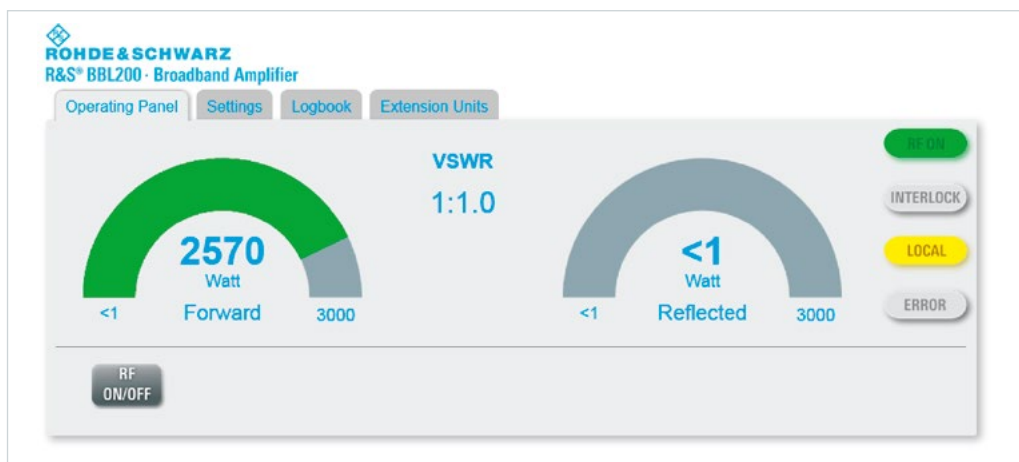 ROHDE&SCHWARZ
R&S® BBL200 · Broadband Amplifier
Operating Panel
Settings
Logbook
Extension Units
VSWR
1:1.0
2570
Watt
Forward
<1
3000
<1
Watt
Reflected
<1
3000
RF ON
INTERLOCK
LOCAL
ERROR
RF
ON/OFF